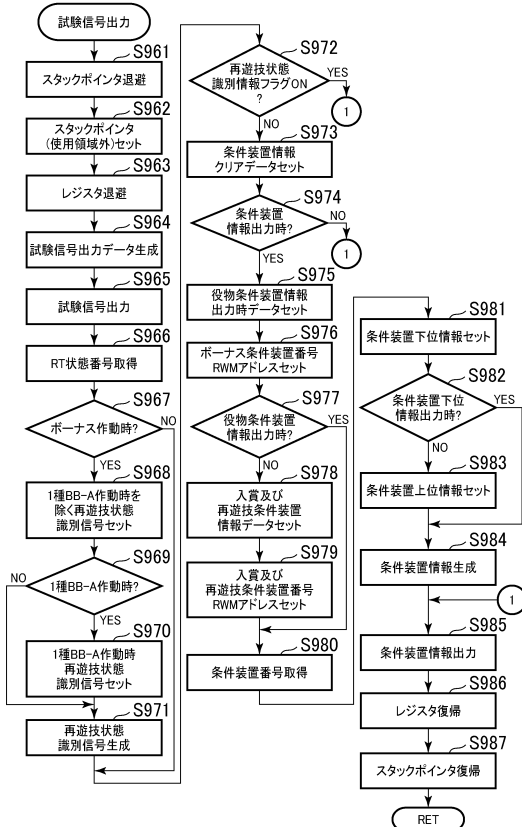 試験信号出力
S961
スタックポインタ退避
S962
スタックポインタ
(使用領域外)セット
S963
レジスタ退避
S964
試験信号出力データ生成
S965
試験信号出力
S966
RT状態番号取得
S967
ボーナス作動時?
NO
YES
S968
1種BB-A作動時を
除く再遊技状態
識別信号セット
S969
NO
1種BB-A作動時?
YES
S970
1種BB-A作動時
再遊技状態
識別信号セット
S971
再遊技状態
識別信号生成
S972
再遊技状態
識別情報フラグON
?
YES
1
NO
S973
条件装置情報
クリアデータセット
S974
条件装置
情報出力時?
NO
1
YES
S975
役物条件装置情報
出力時データセット
S976
ボーナス条件装置番号
RWMアドレスセット
S977
役物条件装置
情報出力時?
YES
NO
S978
入賞及び
再遊技条件装置
情報データセット
S979
入賞及び
再遊技条件装置番号
RWMアドレスセット
S980
条件装置番号取得
S981
条件装置下位情報セット
S982
条件装置下位
情報出力時?
YES
NO
S983
条件装置上位情報セット
S984
条件装置情報生成
1
S985
条件装置情報出力
S986
レジスタ復帰
S987
スタックポインタ復帰
RET